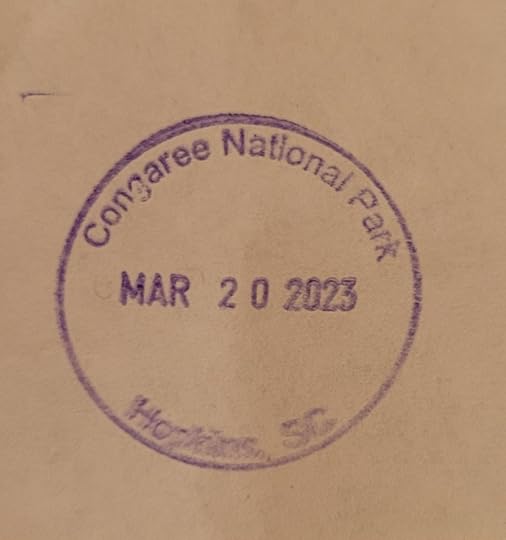 Congaree National Park
MAR 20 2023
Hopkins, SC